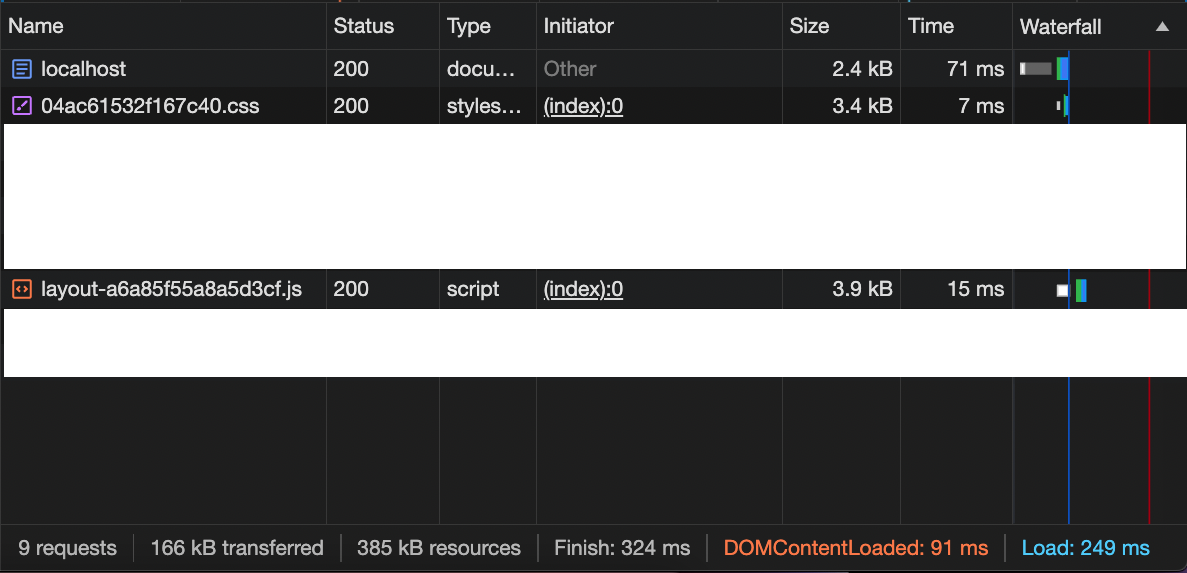 Name Status Type Initiator Size Time Waterfall
localhost 200 docu... Other 2.4 kB 71 ms
04ac61532f167c40.css 200 styles... (index):0 3.4 kB 7 ms
layout-a6a85f55a8a5d3cf.js 200 script (index):0 3.9 kB 15 ms
9 requests 166 kB transferred 385 kB resources Finish: 324 ms DOMContentLoaded: 91 ms Load: 249 ms